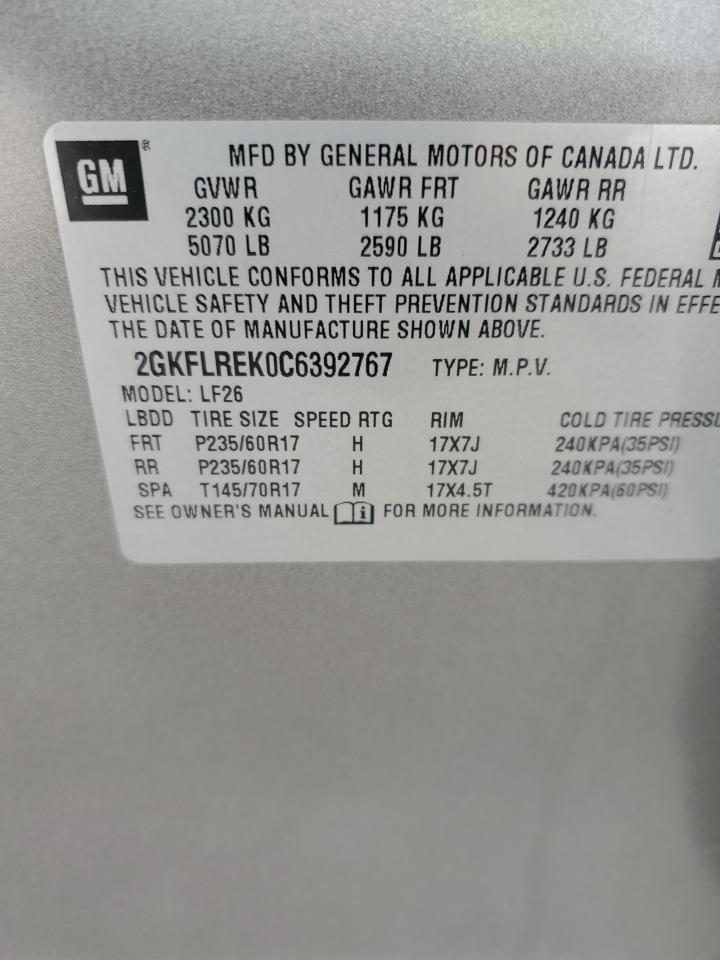 GM® MFD BY GENERAL MOTORS OF CANADA LTD.
GVWR GAWR FRT GAWR RR
2300 KG 1175 KG 1240 KG
5070 LB 2590 LB 2733 LB
THIS VEHICLE CONFORMS TO ALL APPLICABLE U.S. FEDERAL M
VEHICLE SAFETY AND THEFT PREVENTION STANDARDS IN EFFE
THE DATE OF MANUFACTURE SHOWN ABOVE.
2GKFLREK0C6392767 TYPE: M.P.V.
MODEL: LF26
LBDD TIRE SIZE SPEED RTG RIM COLD TIRE PRESSU
FRT P235/60R17 H 17X7J 240KPA(35PSI)
RR P235/60R17 H 17X7J 240KPA(35PSI)
SPA T145/70R17 M 17X4.5T 420KPA(60PSI)
SEE OWNER'S MANUAL i FOR MORE INFORMATION.